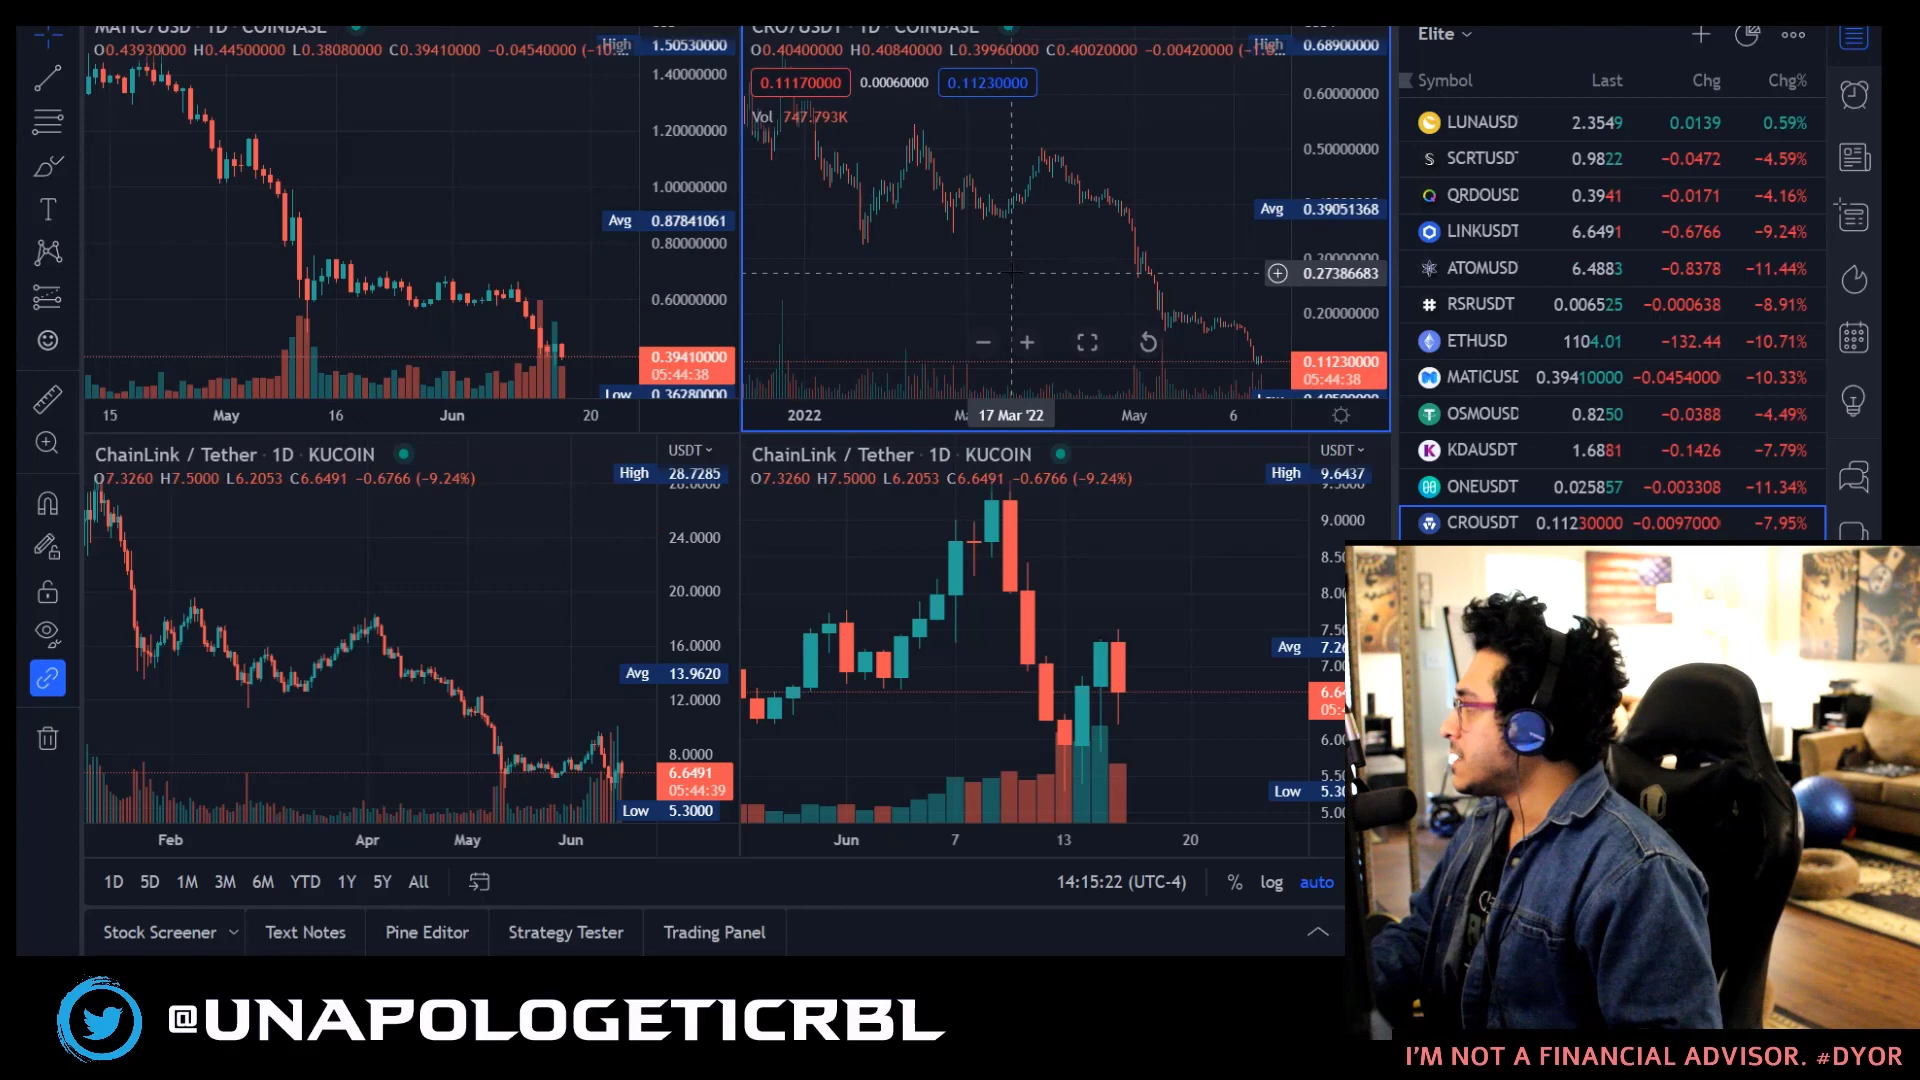 MATIC/USD · 1D · COINBASE
O0.43930000 H0.44500000 L0.38080000 C0.39410000 −0.04540000
High 1.50530000
1.40000000
1.20000000
1.00000000
Avg 0.87841061
0.80000000
0.60000000
0.39410000
05:44:38
Low 0.36280000
15 May 16 Jun 20
CRO/USDT · 1D · COINBASE
O0.40400000 H0.40840000 L0.39960000 C0.40020000 −0.00420000
High 0.68900000
0.11170000 0.00060000 0.11230000
0.60000000
Vol 747.793K
0.50000000
Avg 0.39051368
0.30000000
0.27386683
0.20000000
0.11230000
05:44:38
2022 17 Mar '22 May 6
ChainLink / Tether · 1D · KUCOIN
USDT
O7.3260 H7.5000 L6.2053 C6.6491 −0.6766 (−9.24%)
High 28.7285
24.0000
20.0000
16.0000
Avg 13.9620
12.0000
8.0000
6.6491
05:44:39
Low 5.3000
Feb Apr May Jun
ChainLink / Tether · 1D · KUCOIN
USDT
O7.3260 H7.5000 L6.2053 C6.6491 −0.6766 (−9.24%)
High 9.6437
9.0000
Avg
Low
Jun 7 13 20
1D 5D 1M 3M 6M YTD 1Y 5Y All
14:15:22 (UTC-4) % log auto
Stock Screener Text Notes Pine Editor Strategy Tester Trading Panel
Elite
Symbol Last Chg Chg%
LUNAUSD 2.3549 0.0139 0.59%
SCRTUSD 0.9822 −0.0472 −4.59%
QRDOUSD 0.3941 −0.0171 −4.16%
LINKUSDT 6.6491 −0.6766 −9.24%
ATOMUSD 6.4883 −0.8378 −11.44%
RSRUSDT 0.006525 −0.000638 −8.91%
ETHUSD 1104.01 −132.44 −10.71%
MATICUSD 0.39410000 −0.0454000 −10.33%
OSMOUSD 0.8250 −0.0388 −4.49%
KDAUSDT 1.6881 −0.1426 −7.79%
ONEUSDT 0.025857 −0.003308 −11.34%
CROUSDT 0.11230000 −0.0097000 −7.95%
@UNAPOLOGETICRBL
I'M NOT A FINANCIAL ADVISOR. #DYOR